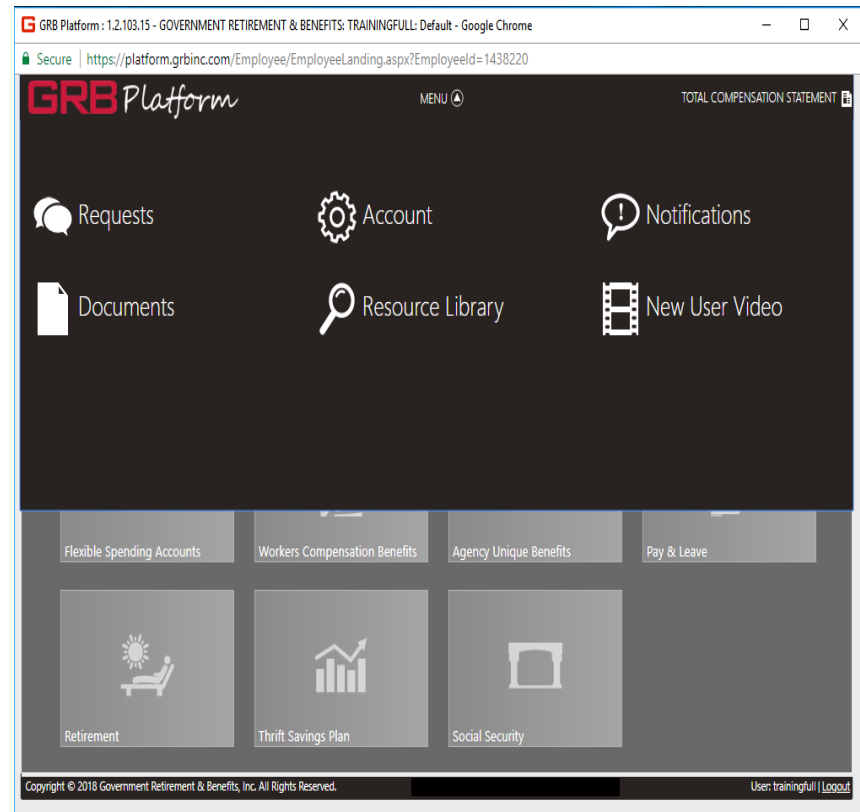 GRB Platform : 1.2.103.15 - GOVERNMENT RETIREMENT & BENEFITS: TRAININGFULL: Default - Google Chrome
Secure | https://platform.grbinc.com/Employee/EmployeeLanding.aspx?EmployeeId=1438220
GRB Platform MENU TOTAL COMPENSATION STATEMENT
Requests Account Notifications
Documents Resource Library New User Video
Flexible Spending Accounts Workers Compensation Benefits Agency Unique Benefits Pay & Leave
Retirement Thrift Savings Plan Social Security
Copyright © 2018 Government Retirement & Benefits, Inc. All Rights Reserved. User: trainingfull | Logout